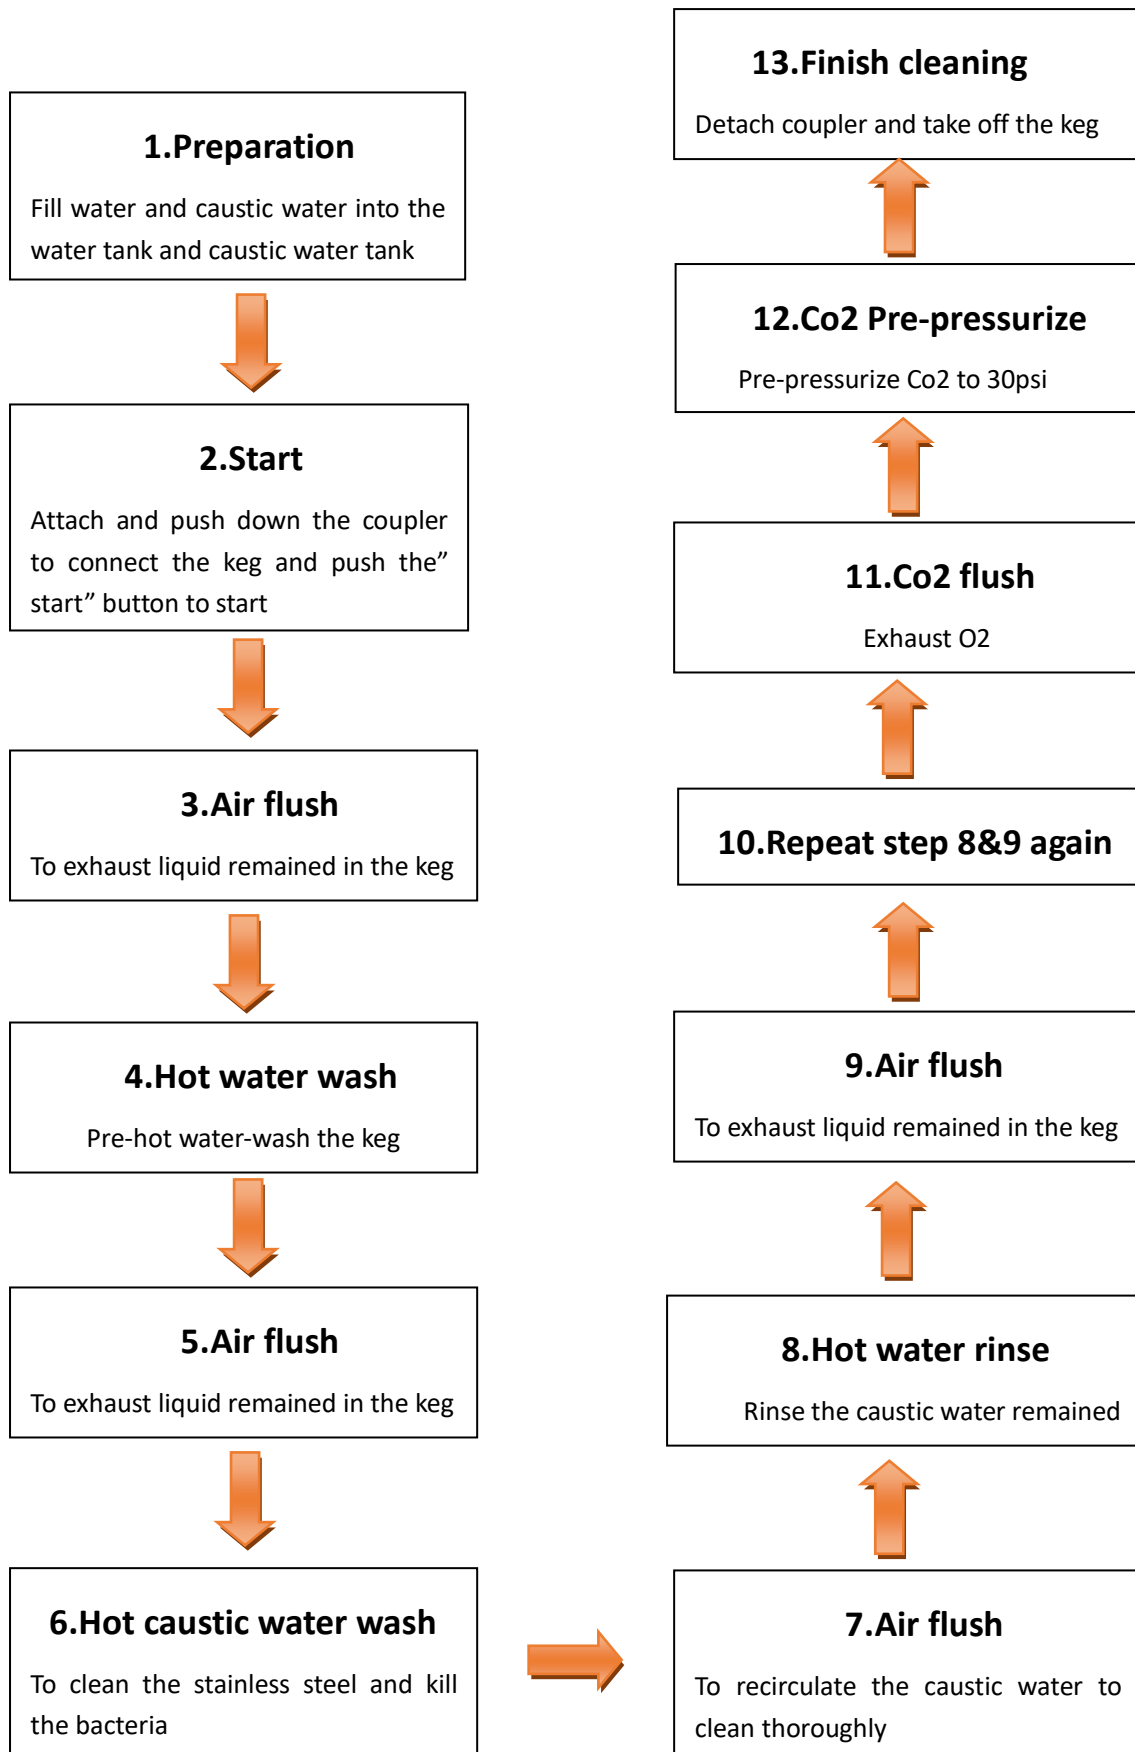 1.Preparation
Fill water and caustic water into the
water tank and caustic water tank
2.Start
Attach and push down the coupler
to connect the keg and push the”
start” button to start
3.Air flush
To exhaust liquid remained in the keg
4.Hot water wash
Pre-hot water-wash the keg
5.Air flush
To exhaust liquid remained in the keg
6.Hot caustic water wash
To clean the stainless steel and kill
the bacteria
7.Air flush
To recirculate the caustic water to
clean thoroughly
8.Hot water rinse
Rinse the caustic water remained
9.Air flush
To exhaust liquid remained in the keg
10.Repeat step 8&9 again
11.Co2 flush
Exhaust O2
12.Co2 Pre-pressurize
Pre-pressurize Co2 to 30psi
13.Finish cleaning
Detach coupler and take off the keg